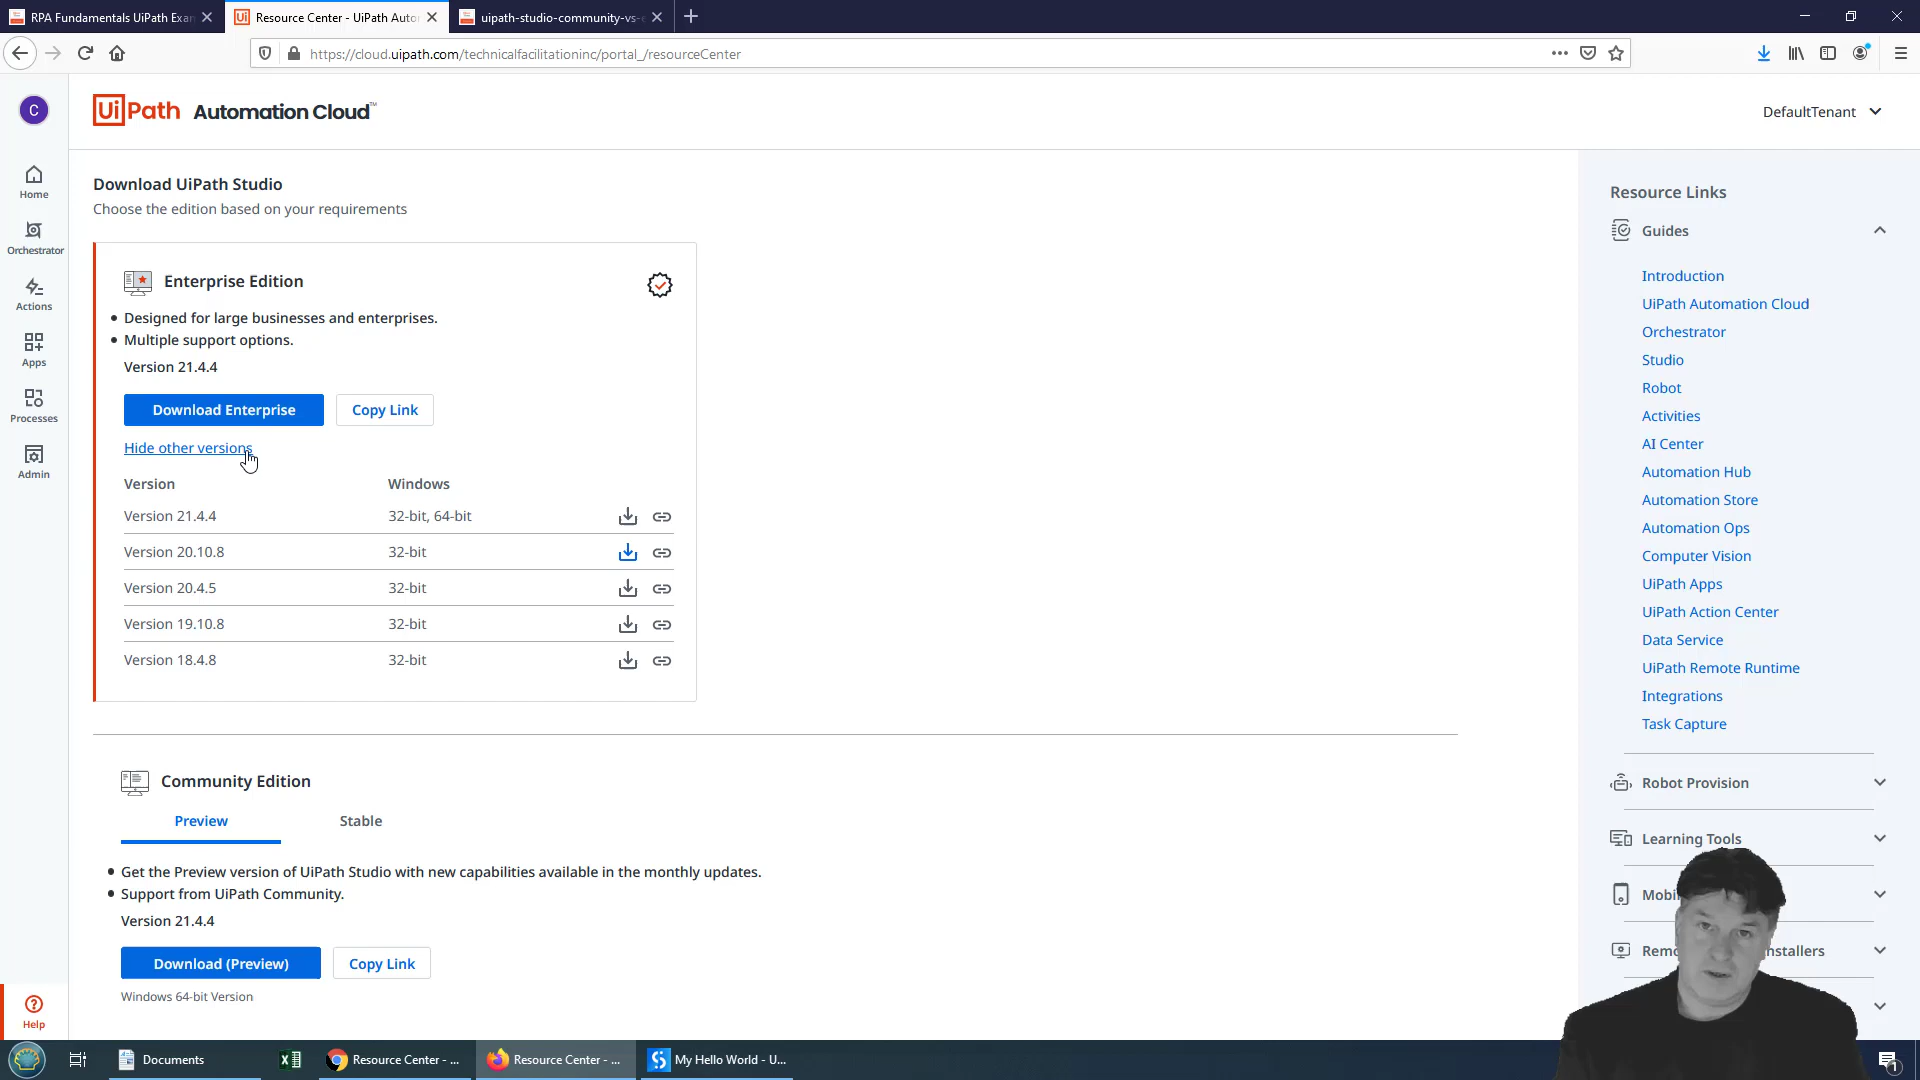 RPA Fundamentals UiPath Exa
Resource Center - UiPath Auto
uipath-studio-community-vs-e
https://cloud.uipath.com/technicalfacilitationinc/portal_/resourceCenter
C
UiPath Automation Cloud™
DefaultTenant
Home
Orchestrator
Actions
Apps
Processes
Admin
Help
Download UiPath Studio
Choose the edition based on your requirements
Enterprise Edition
• Designed for large businesses and enterprises.
• Multiple support options.
Version 21.4.4
Download Enterprise
Copy Link
Hide other versions
Version Windows
Version 21.4.4 32-bit, 64-bit
Version 20.10.8 32-bit
Version 20.4.5 32-bit
Version 19.10.8 32-bit
Version 18.4.8 32-bit
Community Edition
Preview Stable
• Get the Preview version of UiPath Studio with new capabilities available in the monthly updates.
• Support from UiPath Community.
Version 21.4.4
Download (Preview)
Copy Link
Windows 64-bit Version
Resource Links
Guides
Introduction
UiPath Automation Cloud
Orchestrator
Studio
Robot
Activities
AI Center
Automation Hub
Automation Store
Automation Ops
Computer Vision
UiPath Apps
UiPath Action Center
Data Service
UiPath Remote Runtime
Integrations
Task Capture
Robot Provision
Learning Tools
Mobi
Remo nstallers
Documents
Resource Center - ...
Resource Center - ...
My Hello World - U...
1